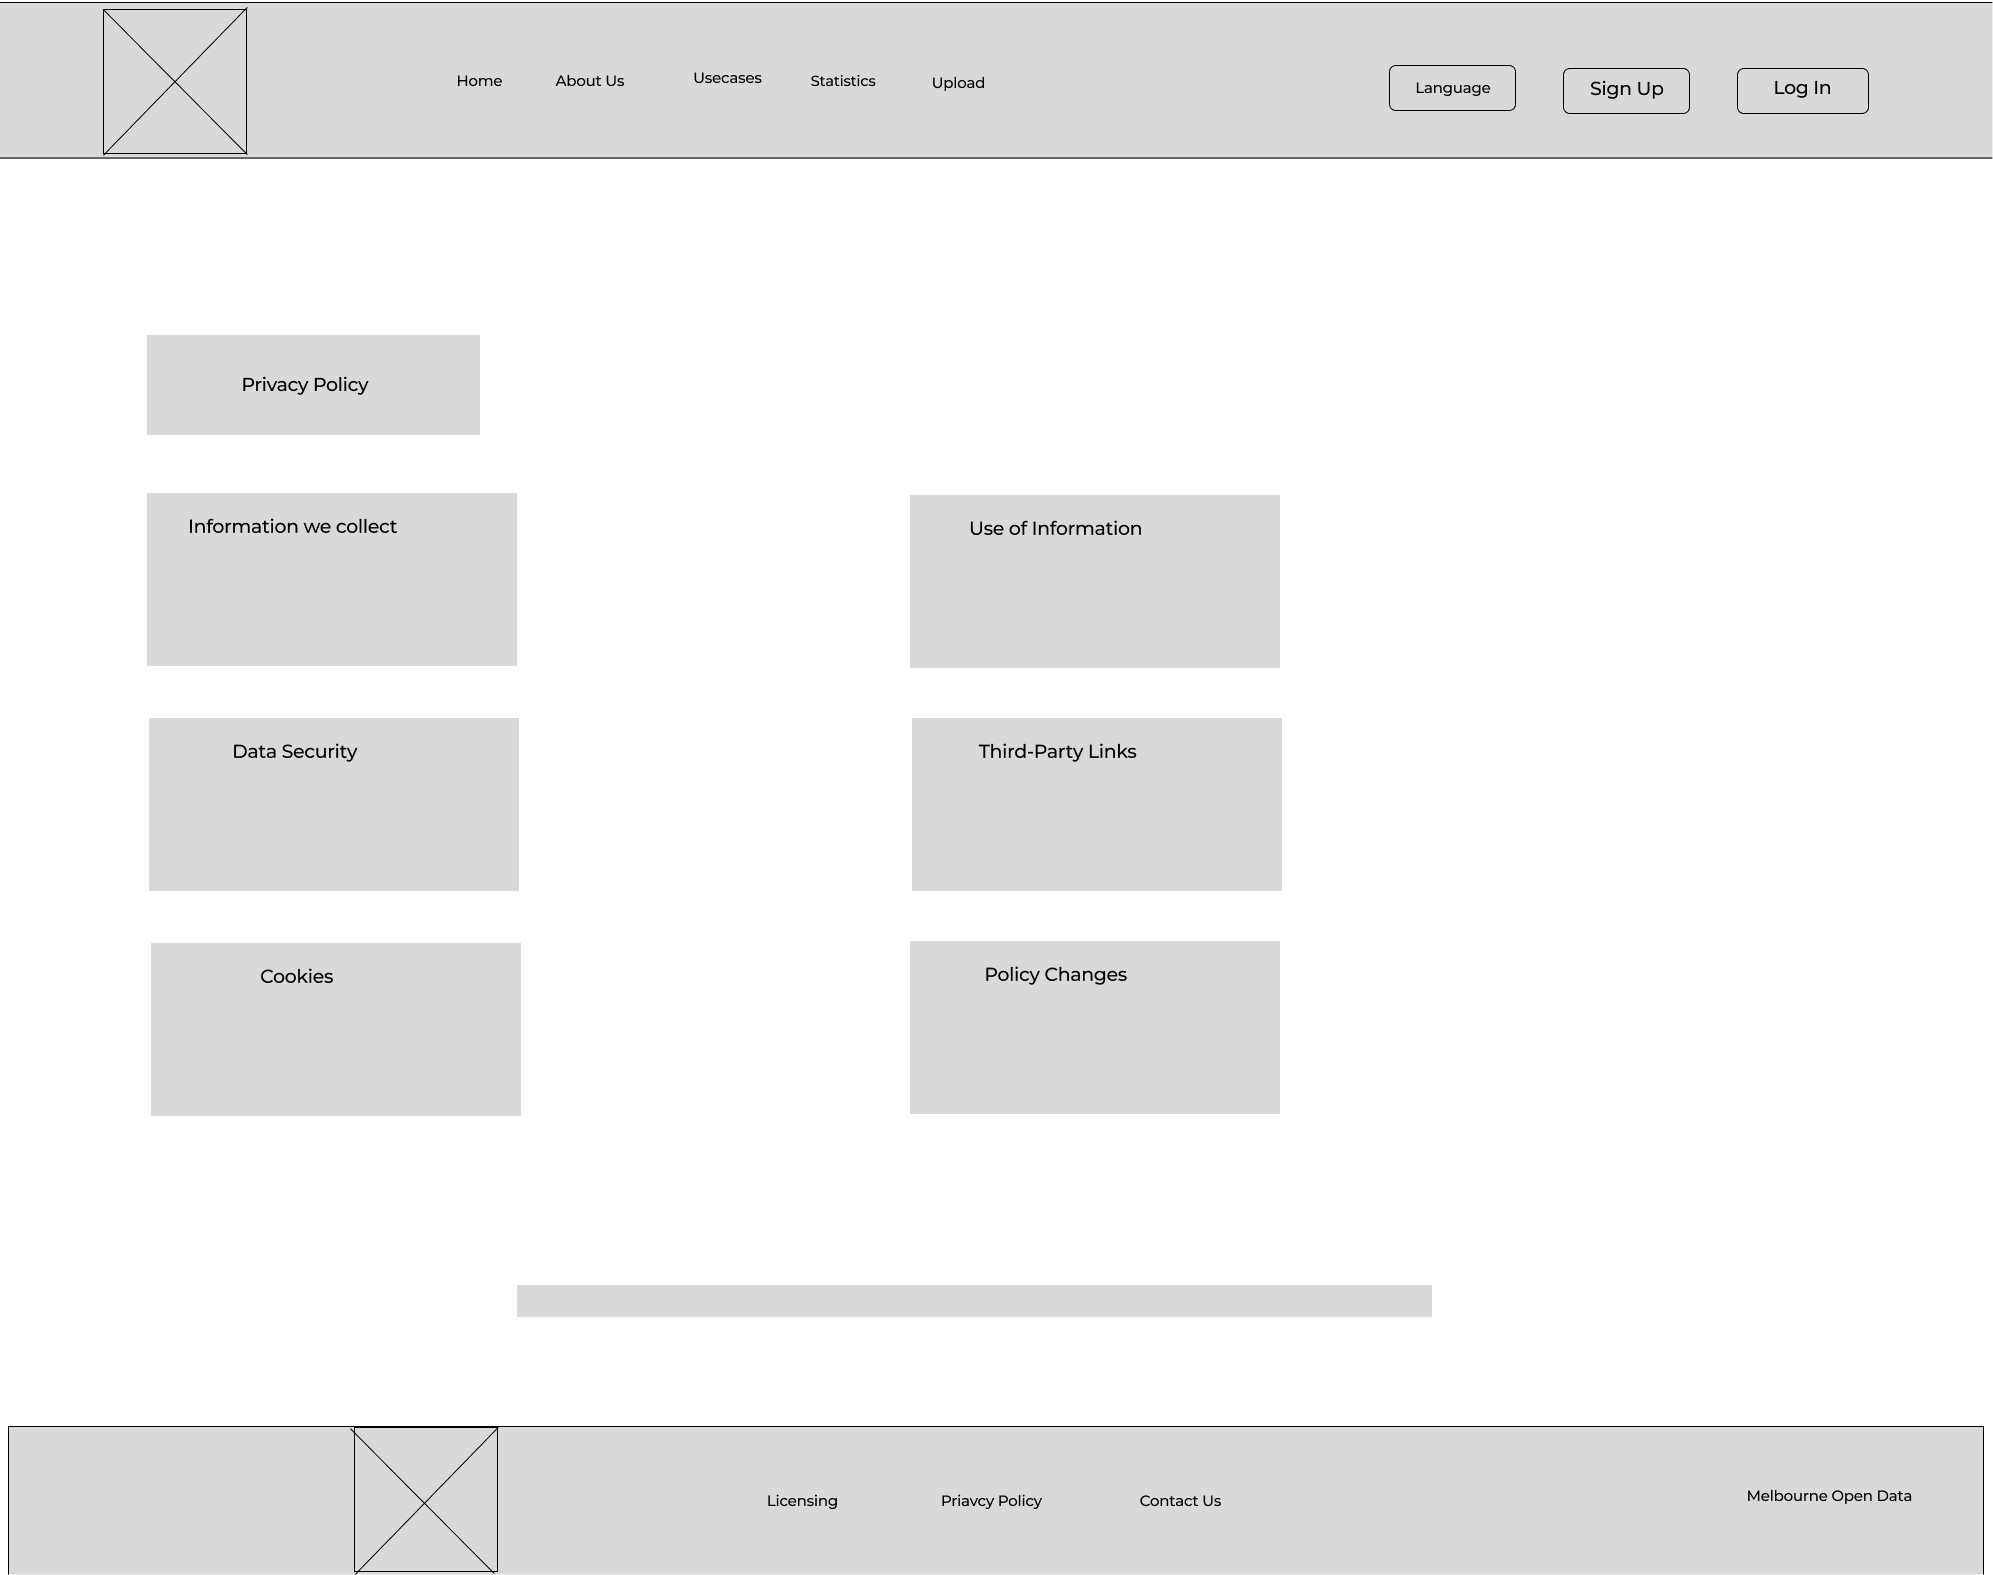 Home
About Us
Usecases
Statistics
Upload
Language
Sign Up
Log In
Privacy Policy
Information we collect
Use of Information
Data Security
Third-Party Links
Cookies
Policy Changes
Licensing
Priavcy Policy
Contact Us
Melbourne Open Data